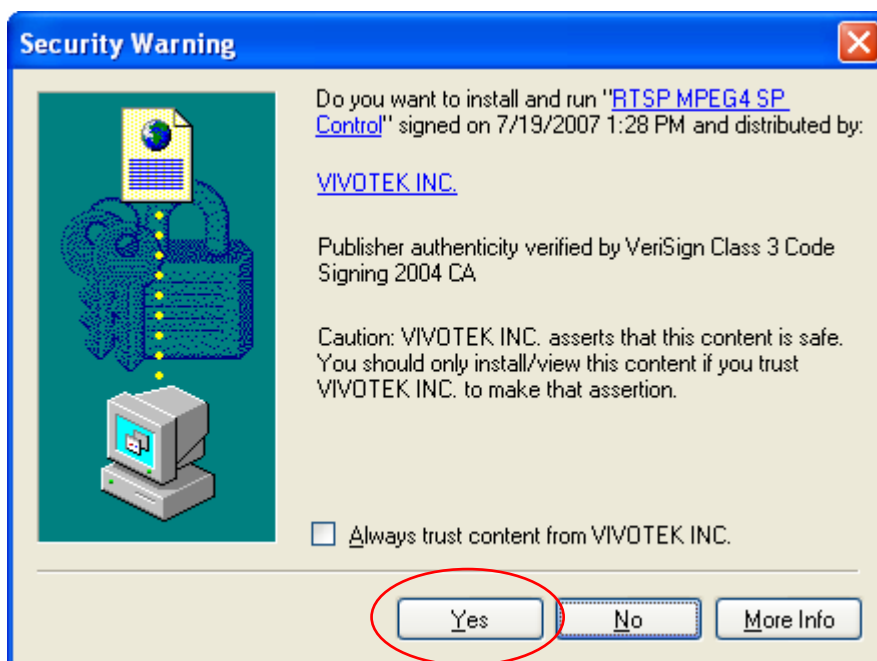 Security Warning
Do you want to install and run "RTSP MPEG4 SP
Control" signed on 7/19/2007 1:28 PM and distributed by:
VIVOTEK INC.
Publisher authenticity verified by VeriSign Class 3 Code
Signing 2004 CA
Caution: VIVOTEK INC. asserts that this content is safe.
You should only install/view this content if you trust
VIVOTEK INC. to make that assertion.
Always trust content from VIVOTEK INC.
Yes No More Info